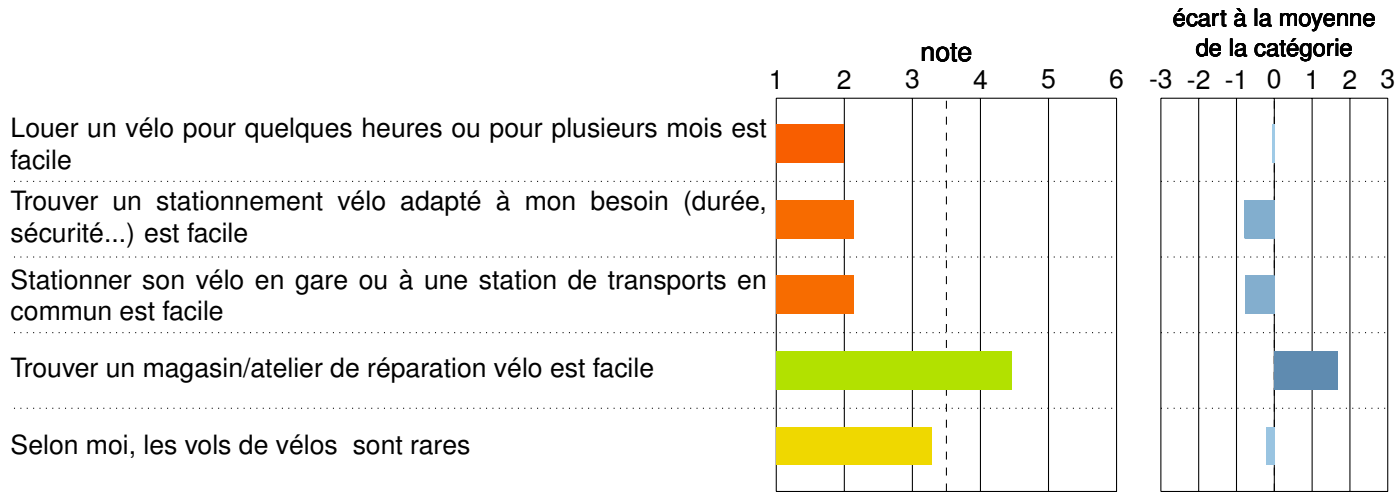 écart à la moyenne
de la catégorie
note
1 2 3 4 5 6
-3 -2 -1 0 1 2 3
Louer un vélo pour quelques heures ou pour plusieurs mois est
facile
Trouver un stationnement vélo adapté à mon besoin (durée,
sécurité...) est facile
Stationner son vélo en gare ou à une station de transports en
commun est facile
Trouver un magasin/atelier de réparation vélo est facile
Selon moi, les vols de vélos sont rares